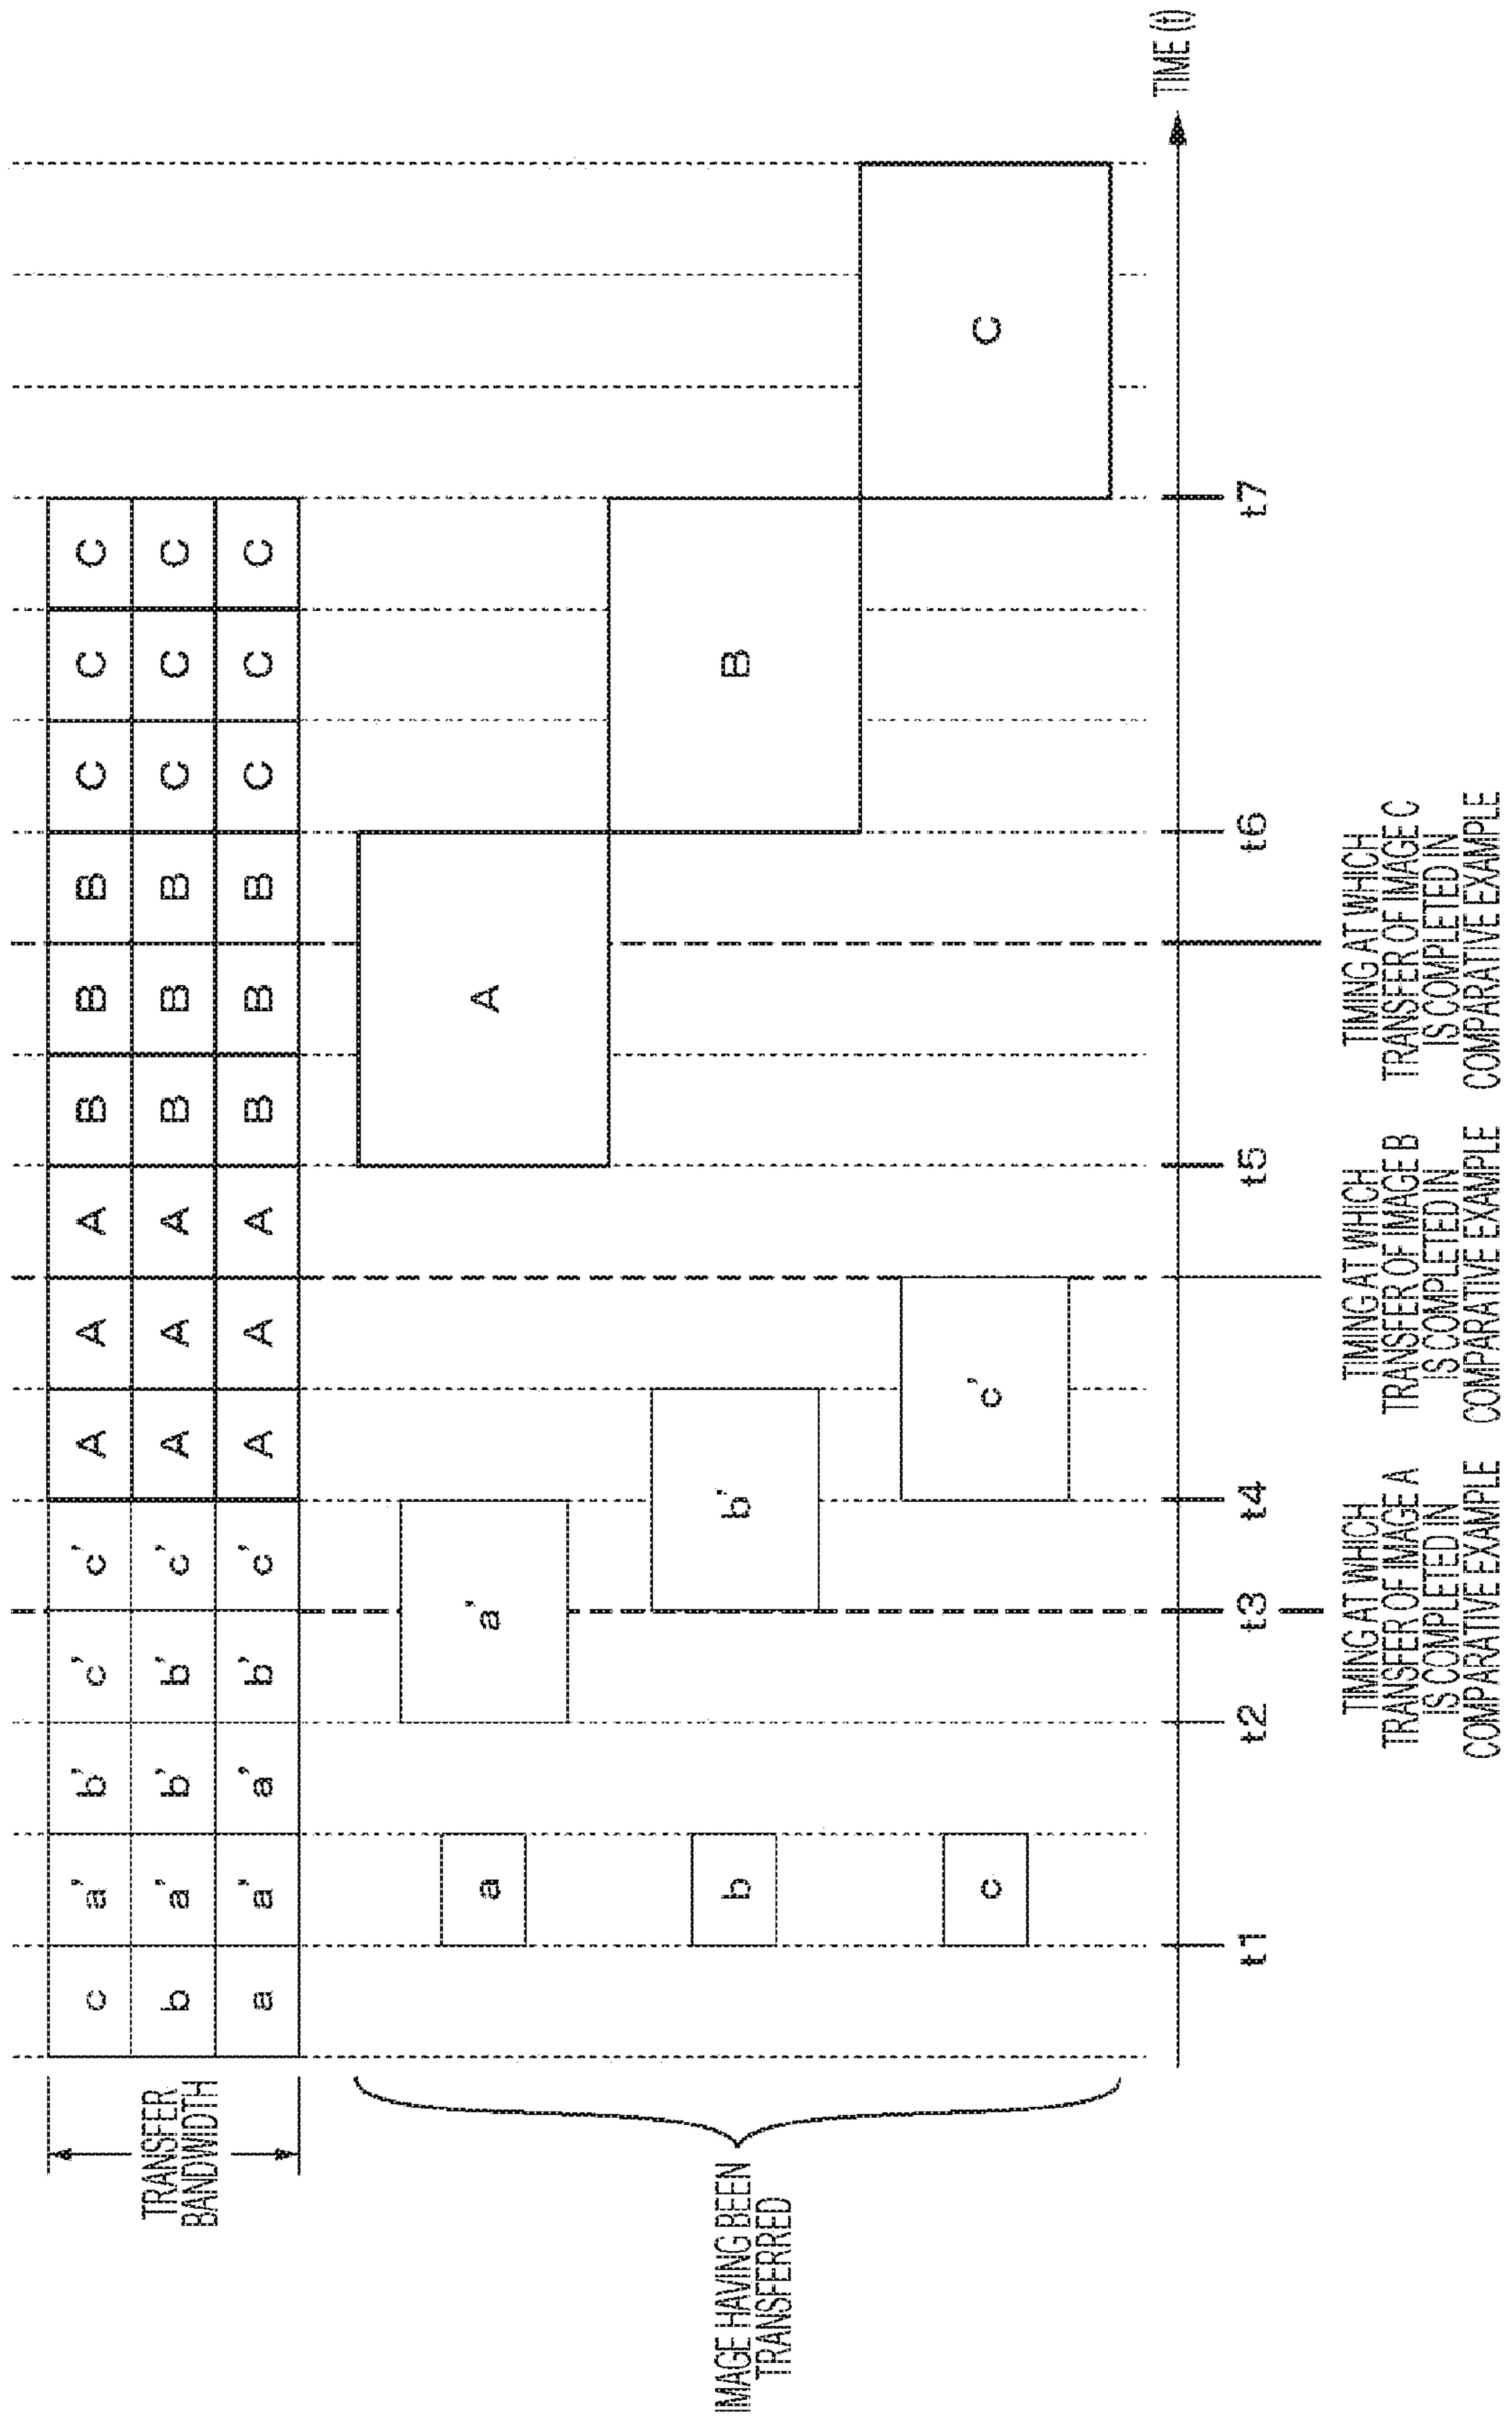 TRANSFER
BANDWIDTH
c a' b' c' c' A A A B B B C C C
b a' b' b' c' A A A B B B C C C
a a' a' b' c' A A A B B B C C C
IMAGE HAVING BEEN
TRANSFERRED
a a' A
b b' B
c c' C
TIME (t)
t1 t2 t3 t4 t5 t6 t7
TIMING AT WHICH
TRANSFER OF IMAGE A
IS COMPLETED IN
COMPARATIVE EXAMPLE
TIMING AT WHICH
TRANSFER OF IMAGE B
IS COMPLETED IN
COMPARATIVE EXAMPLE
TIMING AT WHICH
TRANSFER OF IMAGE C
IS COMPLETED IN
COMPARATIVE EXAMPLE